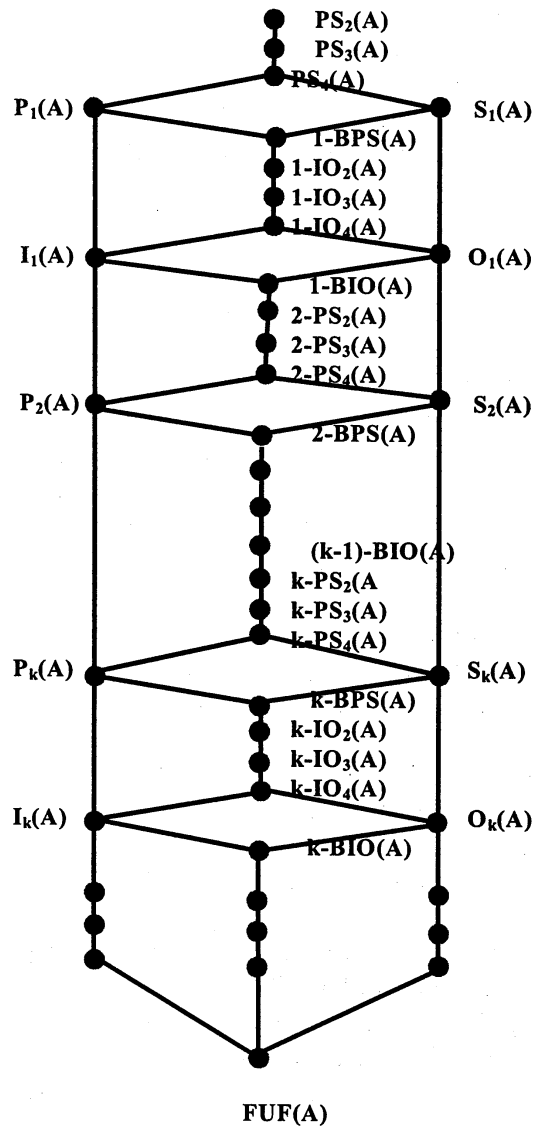 PS₂(A)
PS₃(A)
PS₄(A)
P₁(A)
S₁(A)
1-BPS(A)
1-IO₂(A)
1-IO₃(A)
1-IO₄(A)
I₁(A)
O₁(A)
1-BIO(A)
2-PS₂(A)
2-PS₃(A)
2-PS₄(A)
P₂(A)
S₂(A)
2-BPS(A)
(k-1)-BIO(A)
k-PS₂(A
k-PS₃(A)
k-PS₄(A)
Pₖ(A)
Sₖ(A)
k-BPS(A)
k-IO₂(A)
k-IO₃(A)
k-IO₄(A)
Iₖ(A)
Oₖ(A)
k-BIO(A)
FUF(A)